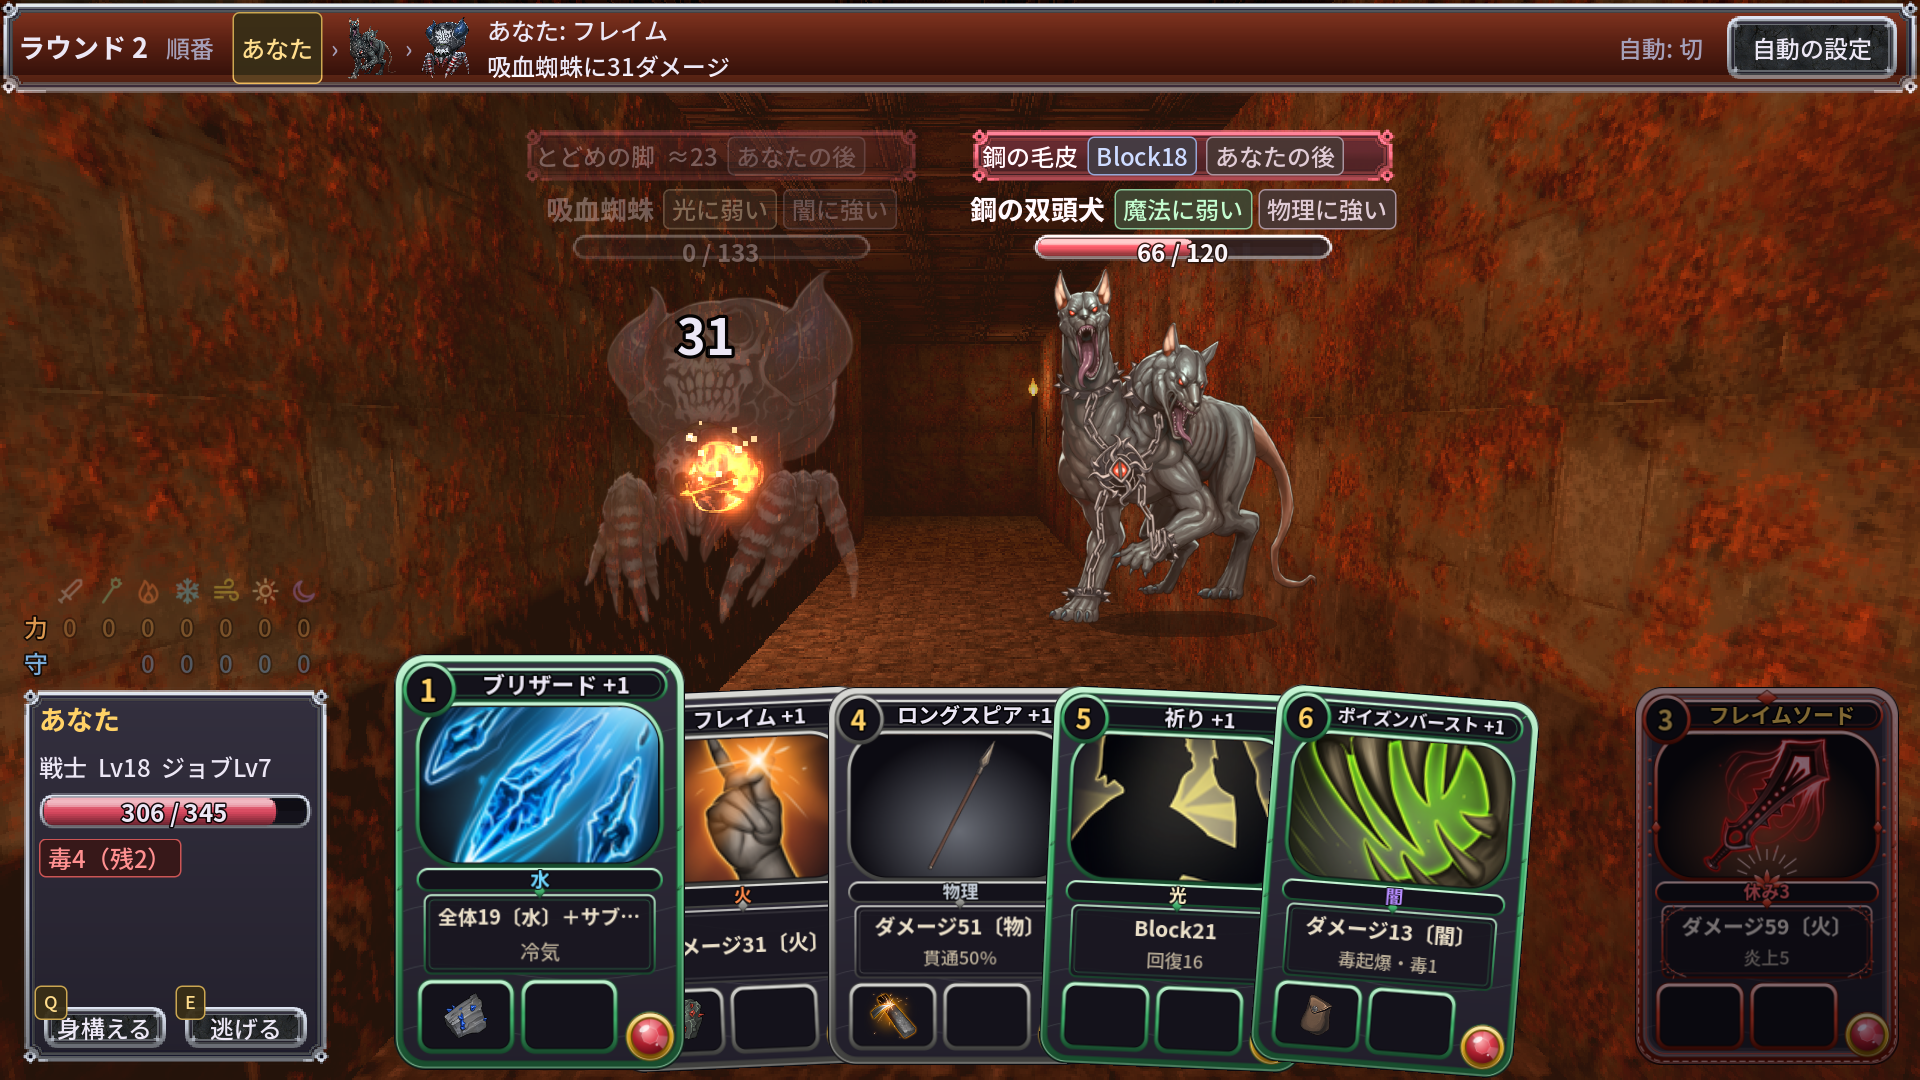 ラウンド 2 順番 あなた
あなた: フレイム
吸血蜘蛛に31ダメージ
自動: 切 自動の設定
とどめの脚 ≈23 あなたの後
吸血蜘蛛 光に弱い 闇に強い
0 / 133
鋼の毛皮 Block18 あなたの後
鋼の双頭犬 魔法に弱い 物理に強い
66 / 120
31
力 0 0 0 0 0 0 0
守 0 0 0 0 0
あなた
戦士 Lv18 ジョブLv7
306 / 345
毒4（残2）
Q 身構える
E 逃げる
1 ブリザード +1
水
全体19〔水〕＋サブ…
冷気
フレイム +1
火
メージ31〔火〕
4 ロングスピア +1
物理
ダメージ51〔物〕
貫通50%
5 祈り +1
光
Block21
回復16
6 ポイズンバースト +1
闇
ダメージ13〔闇〕
毒起爆・毒1
3 フレイムソード
休み3
ダメージ59〔火〕
炎上5